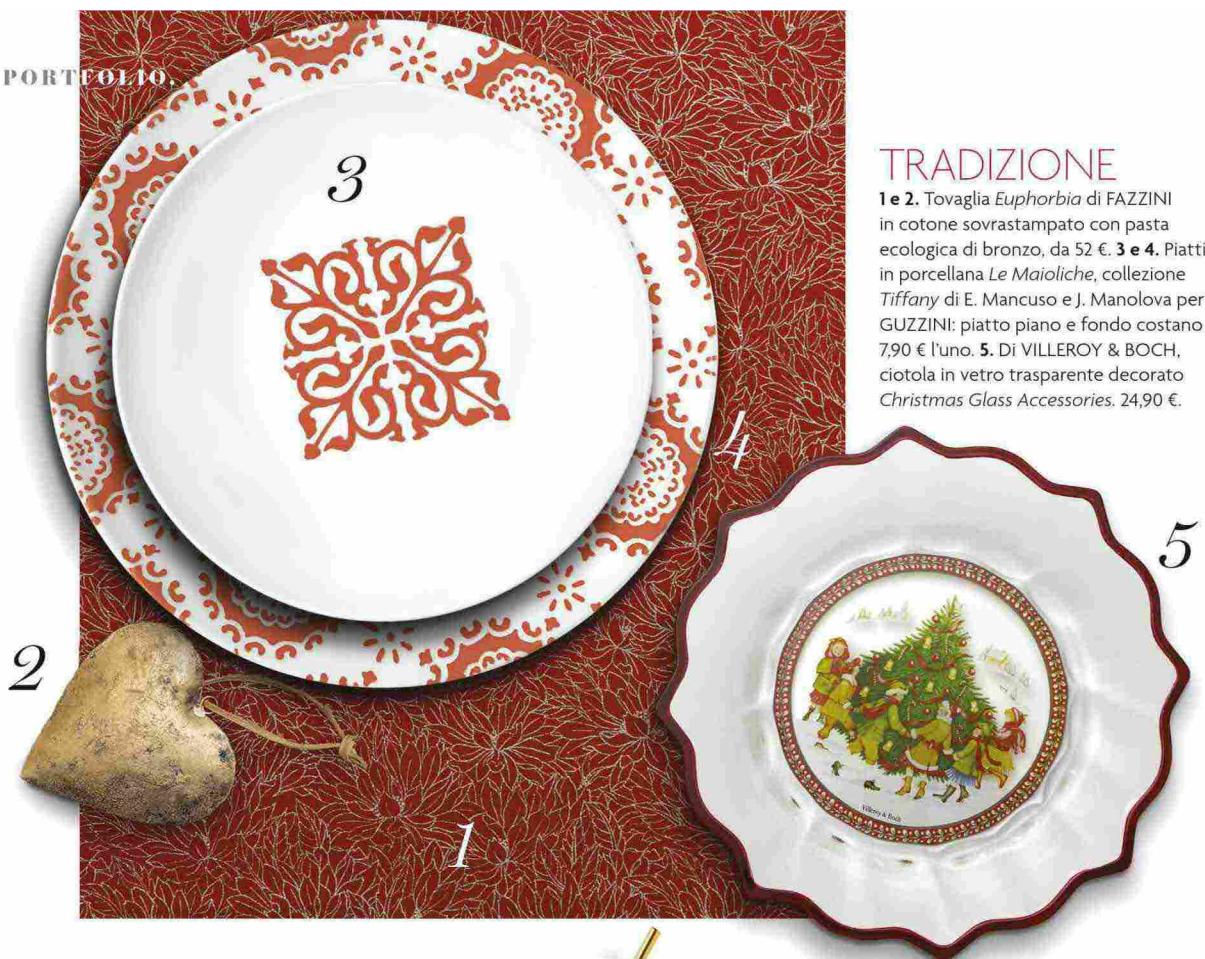 PORTFOLIO.
3
TRADIZIONE
1 e 2. Tovaglia Euphorbia di FAZZINI
in cotone sovrastampato con pasta
ecologica di bronzo, da 52 €. 3 e 4. Piatti
in porcellana Le Maioliche, collezione
Tiffany di E. Mancuso e J. Manolova per
GUZZINI: piatto piano e fondo costano
7,90 € l'uno. 5. Di VILLEROY & BOCH,
ciotola in vetro trasparente decorato
Christmas Glass Accessories. 24,90 €.
4
5
2
Villeroy & Boch
1